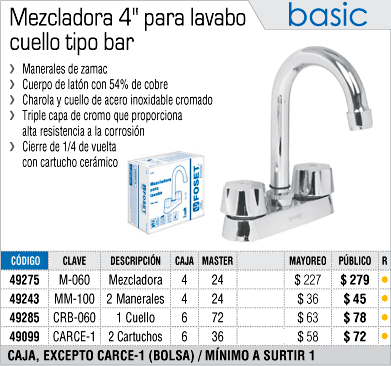 Mezcladora 4" para lavabo
cuello tipo bar
basic
› Manerales de zamac
› Cuerpo de latón con 54% de cobre
› Charola y cuello de acero inoxidable cromado
› Triple capa de cromo que proporciona
alta resistencia a la corrosión
› Cierre de 1/4 de vuelta
con cartucho cerámico
Mezcladora
para
lavabo
FOSET
CÓDIGO CLAVE DESCRIPCIÓN CAJA MASTER MAYOREO PÚBLICO R
49275 M-060 Mezcladora 4 24 $ 227 $ 279
49243 MM-100 2 Manerales 4 24 $ 36 $ 45
49285 CRB-060 1 Cuello 6 72 $ 63 $ 78
49099 CARCE-1 2 Cartuchos 6 36 $ 58 $ 72
CAJA, EXCEPTO CARCE-1 (BOLSA) / MÍNIMO A SURTIR 1